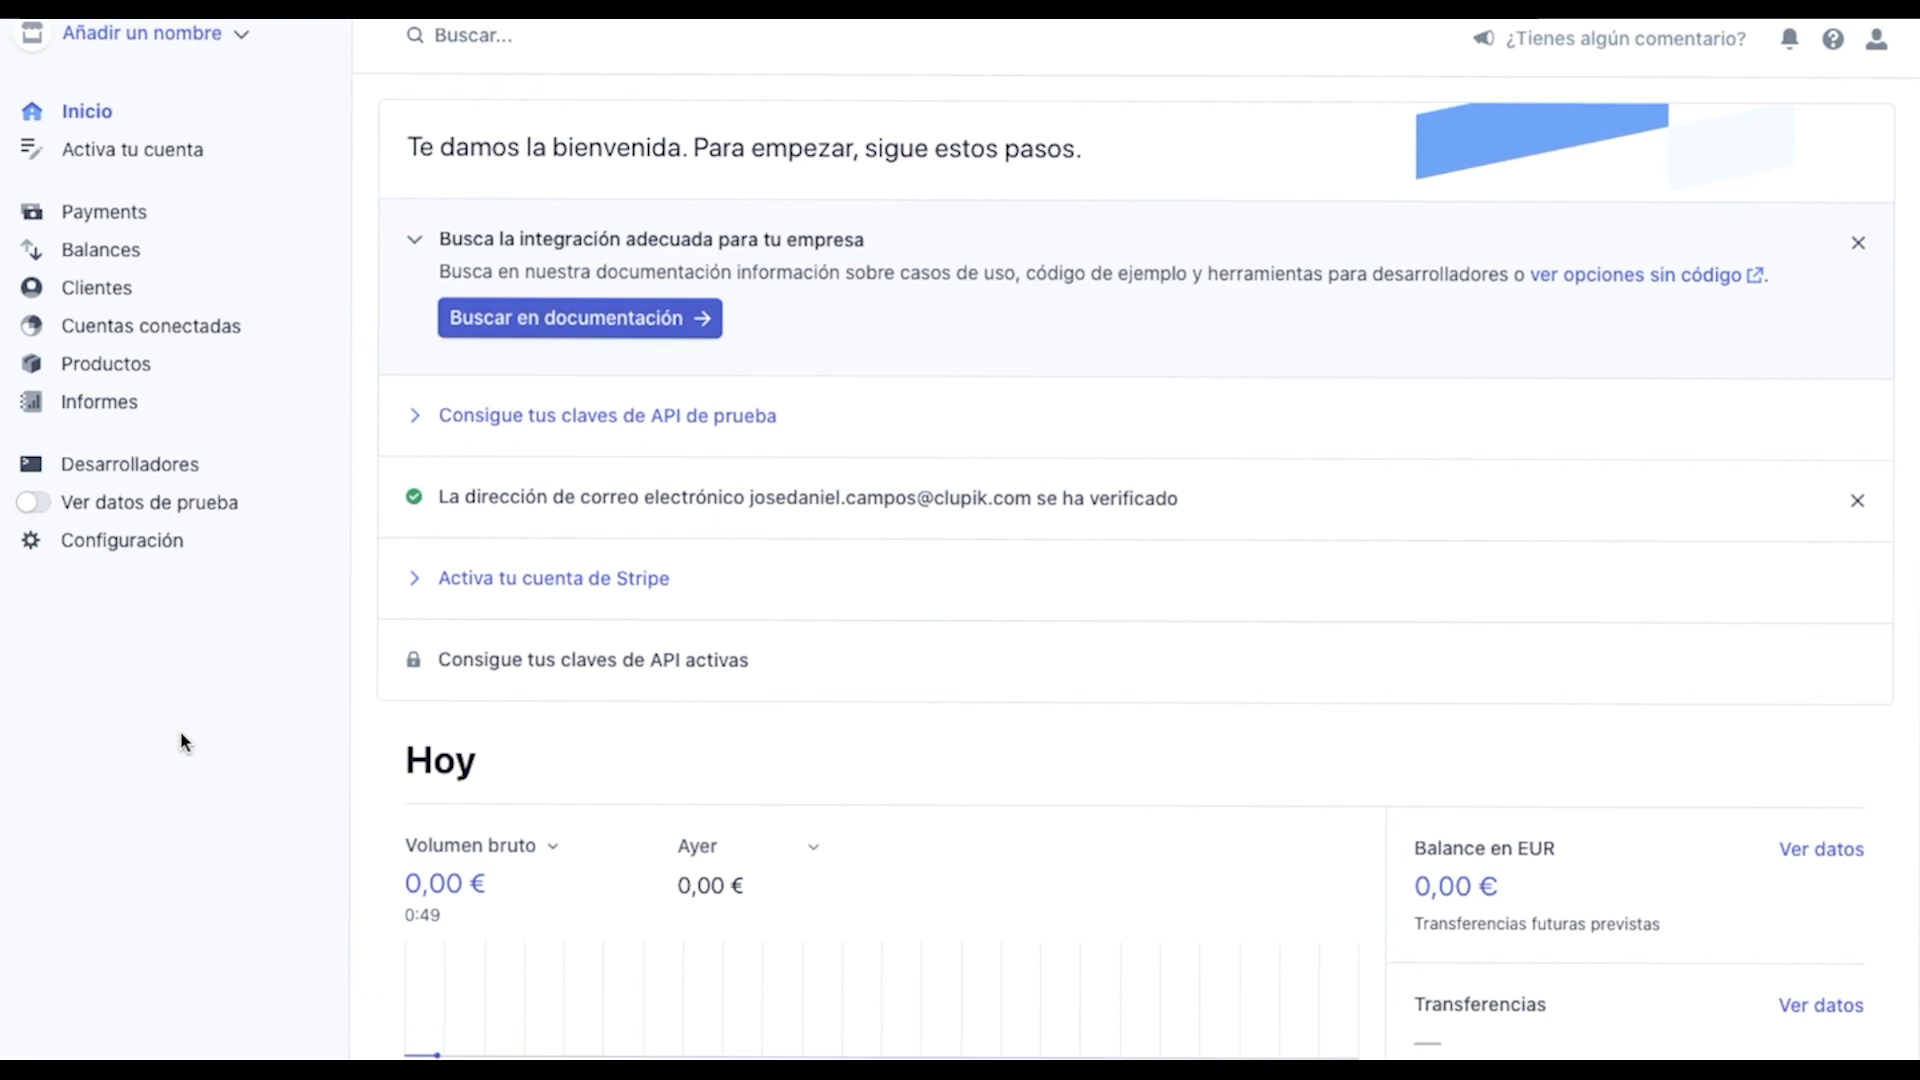 Añadir un nombre
Buscar...
¿Tienes algún comentario?
Inicio
Activa tu cuenta
Payments
Balances
Clientes
Cuentas conectadas
Productos
Informes
Desarrolladores
Ver datos de prueba
Configuración
Te damos la bienvenida. Para empezar, sigue estos pasos.
Busca la integración adecuada para tu empresa
Busca en nuestra documentación información sobre casos de uso, código de ejemplo y herramientas para desarrolladores o ver opciones sin código.
Buscar en documentación
Consigue tus claves de API de prueba
La dirección de correo electrónico josedaniel.campos@clupik.com se ha verificado
Activa tu cuenta de Stripe
Consigue tus claves de API activas
Hoy
Volumen bruto
0,00 €
0:49
Ayer
0,00 €
Balance en EUR
Ver datos
0,00 €
Transferencias futuras previstas
Transferencias
Ver datos
—